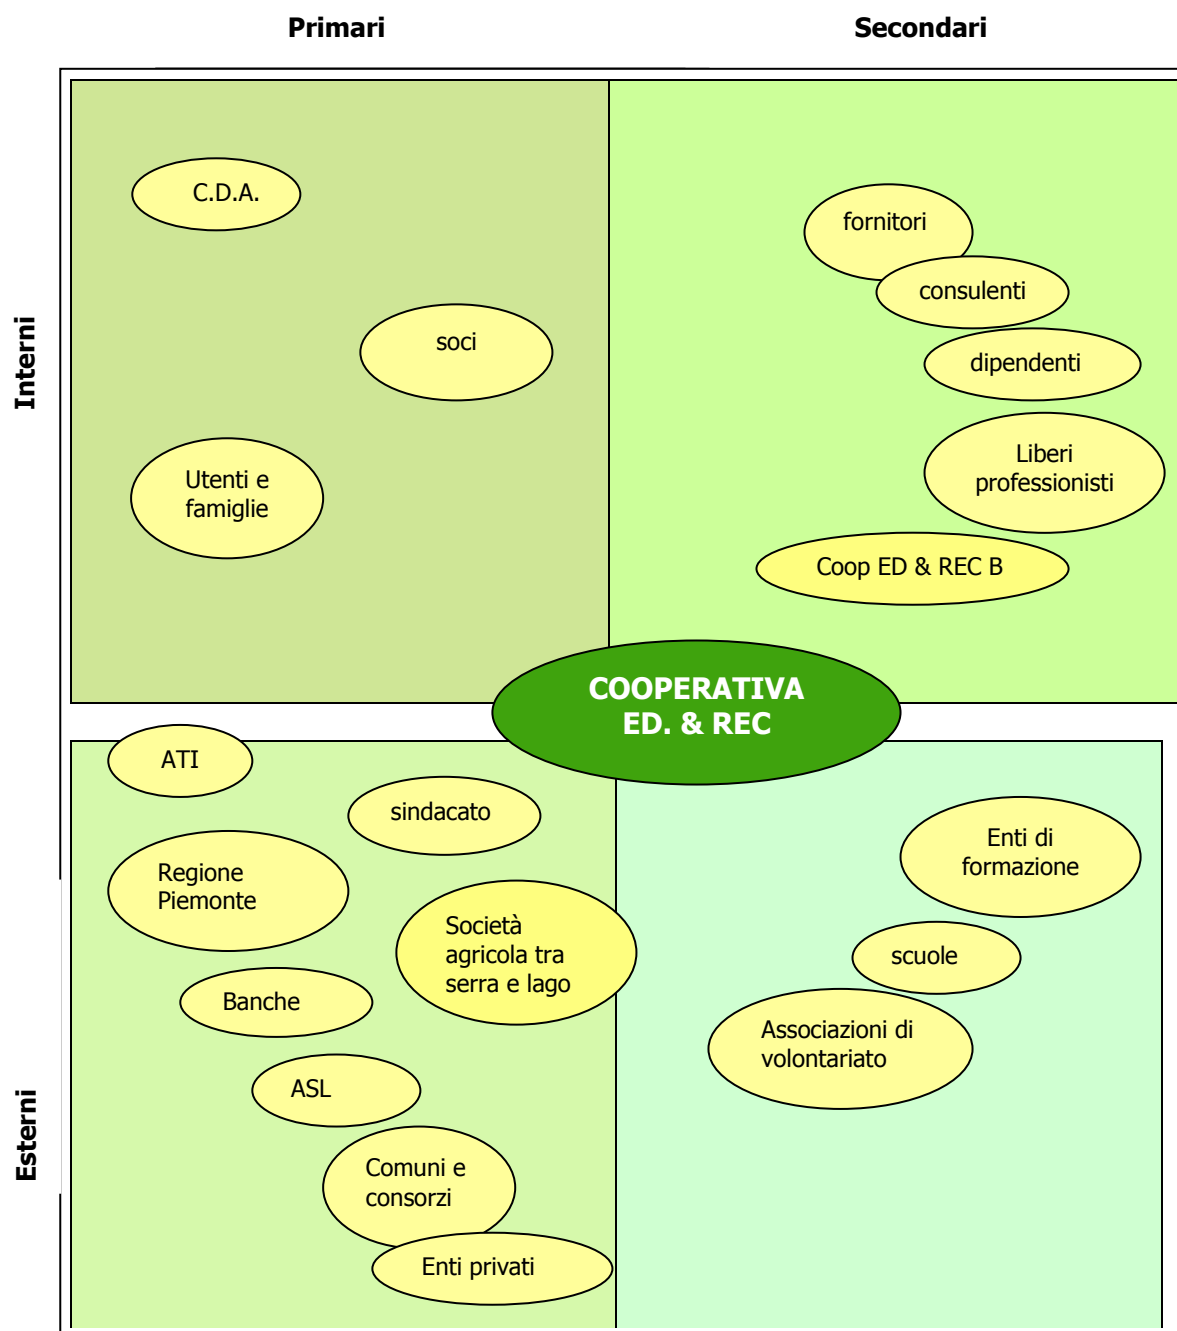 Primari
Secondari
Interni
C.D.A.
soci
Utenti e
famiglie
fornitori
consulenti
dipendenti
Liberi
professionisti
Coop ED & REC B
COOPERATIVA
ED. & REC
Esterni
ATI
sindacato
Regione
Piemonte
Società
agricola tra
serra e lago
Banche
ASL
Comuni e
consorzi
Enti privati
Enti di
formazione
scuole
Associazioni di
volontariato